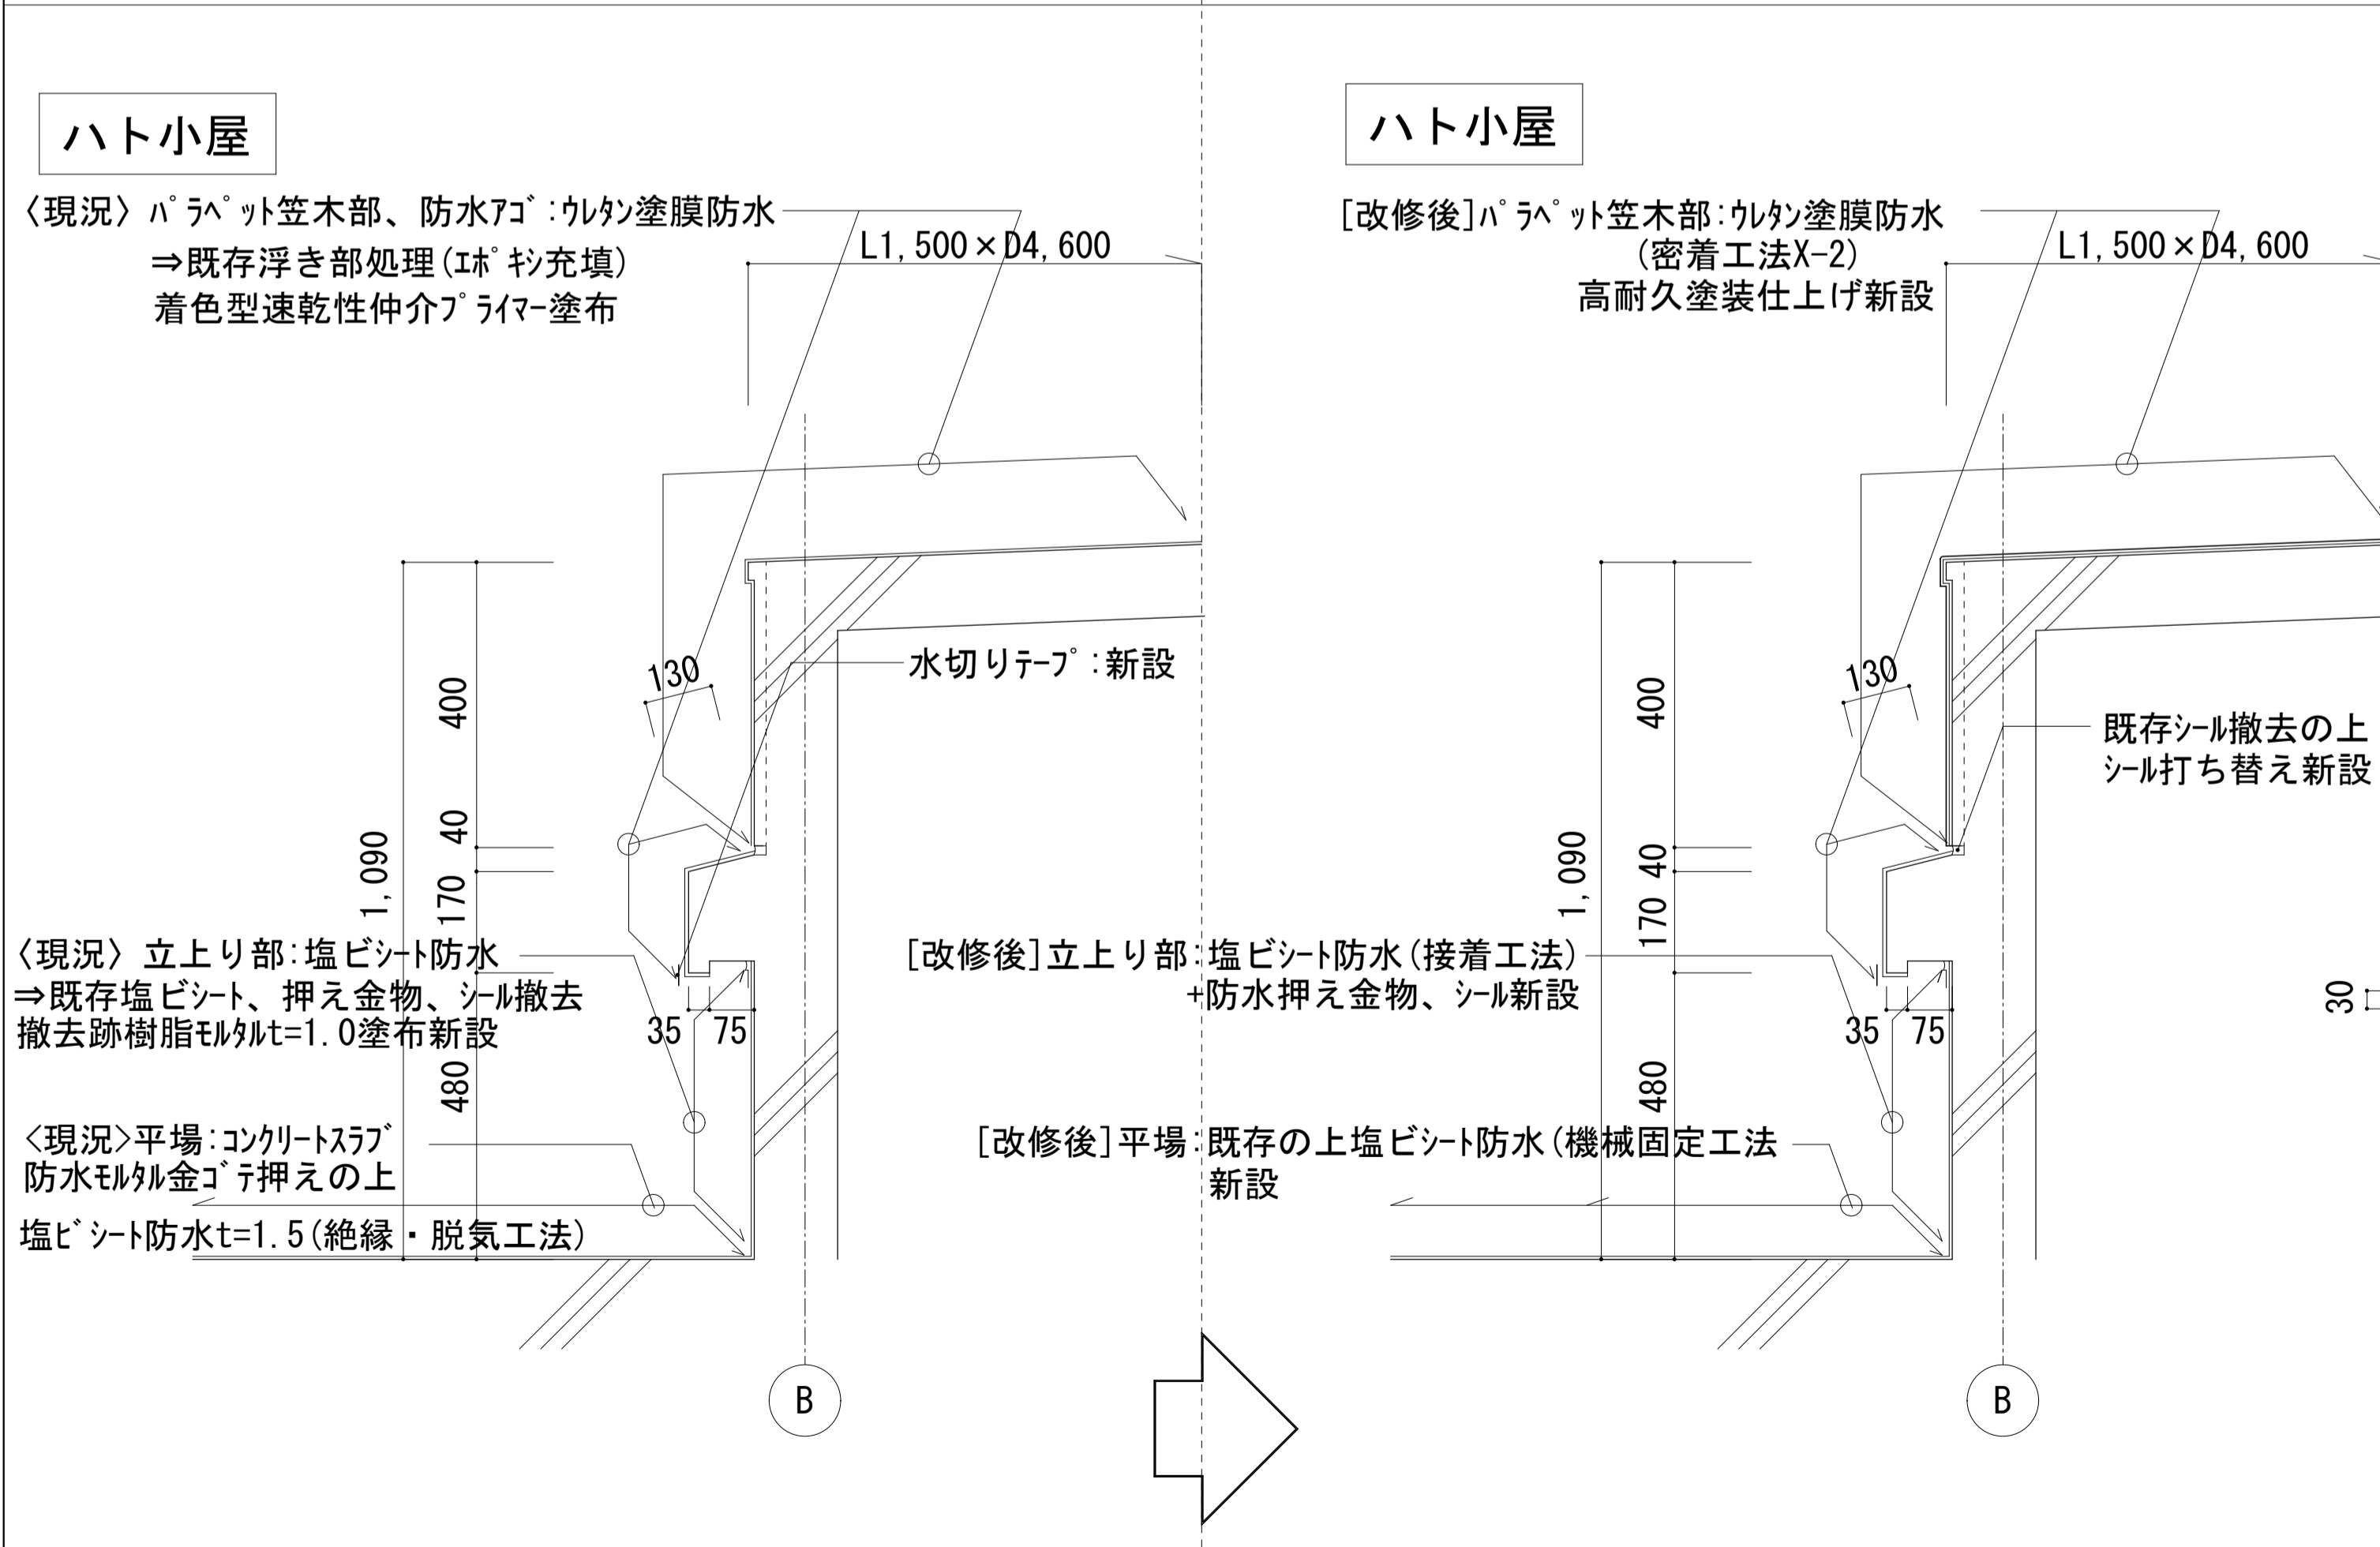 ハト小屋
〈現況〉ﾊﾟﾗﾍﾟｯﾄ笠木部、防水ｱｺﾞ:ｳﾚﾀﾝ塗膜防水
⇒既存浮き部処理(ｴﾎﾟｷｼ充填)
着色型速乾性仲介ﾌﾟﾗｲﾏｰ塗布
L1,500×D4,600
130
水切りﾃｰﾌﾟ:新設
400
40
1,090
170
〈現況〉立上り部:塩ビｼｰﾄ防水
⇒既存塩ビｼｰﾄ、押え金物、ｼｰﾙ撤去
撤去跡樹脂ﾓﾙﾀﾙt=1.0塗布新設
35
75
480
<現況>平場:ｺﾝｸﾘｰﾄｽﾗﾌﾞ
防水ﾓﾙﾀﾙ金ｺﾞﾃ押えの上
塩ﾋﾞｼｰﾄ防水t=1.5(絶縁・脱気工法)
B
ハト小屋
[改修後]ﾊﾟﾗﾍﾟｯﾄ笠木部:ｳﾚﾀﾝ塗膜防水
(密着工法X-2)
高耐久塗装仕上げ新設
L1,500×D4,600
130
400
既存ｼｰﾙ撤去の上
ｼｰﾙ打ち替え新設
40
1,090
170
[改修後]立上り部:塩ビｼｰﾄ防水(接着工法)
+防水押え金物、ｼｰﾙ新設
30
35
75
480
[改修後]平場:既存の上塩ビｼｰﾄ防水(機械固定工法
新設
B